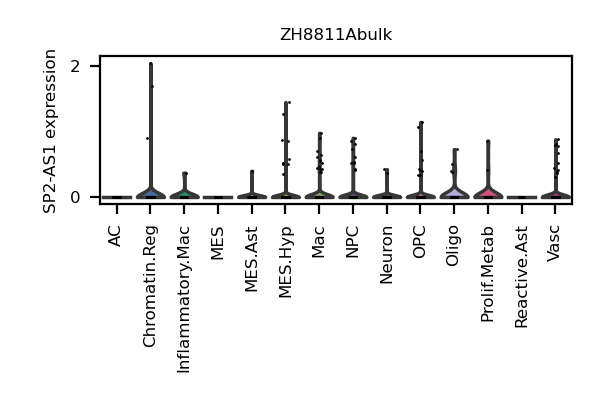 ZH8811Abulk
SP2-AS1 expression
2
0
AC
Chromatin.Reg
Inflammatory.Mac
MES
MES.Ast
MES.Hyp
Mac
NPC
Neuron
OPC
Oligo
Prolif.Metab
Reactive.Ast
Vasc